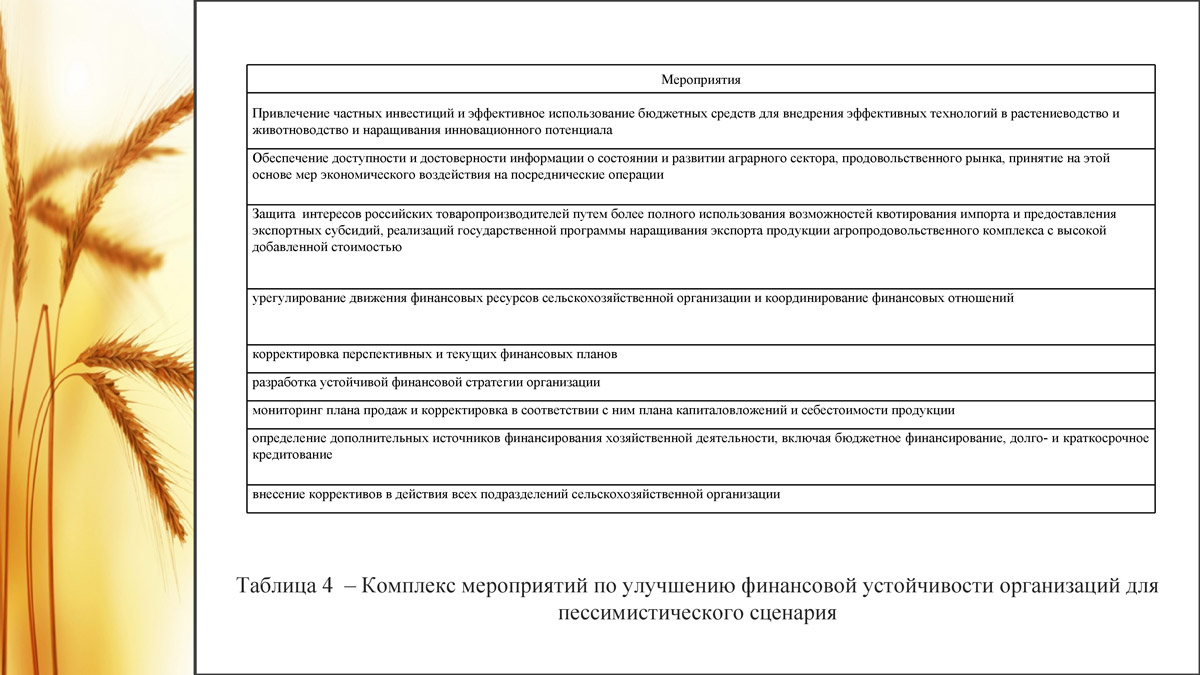 Мероприятия
Привлечение частных инвестиций и эффективное использование бюджетных средств для внедрения эффективных технологий в растениеводство и
животноводство и наращивания инновационного потенциала
Обеспечение доступности и достоверности информации о состоянии и развитии аграрного сектора, продовольственного рынка, принятие на этой
основе мер экономического воздействия на посреднические операции
Защита  интересов российских товаропроизводителей путем более полного использования возможностей квотирования импорта и предоставления
экспортных субсидий, реализаций государственной программы наращивания экспорта продукции агропродовольственного комплекса с высокой
добавленной стоимостью
урегулирование движения финансовых ресурсов сельскохозяйственной организации и координирование финансовых отношений
корректировка перспективных и текущих финансовых планов
разработка устойчивой финансовой стратегии организации
мониторинг плана продаж и корректировка в соответствии с ним плана капиталовложений и себестоимости продукции
определение дополнительных источников финансирования хозяйственной деятельности, включая бюджетное финансирование, долго- и краткосрочное
кредитование
внесение коррективов в действия всех подразделений сельскохозяйственной организации
Таблица 4  – Комплекс мероприятий по улучшению финансовой устойчивости организаций для
пессимистического сценария